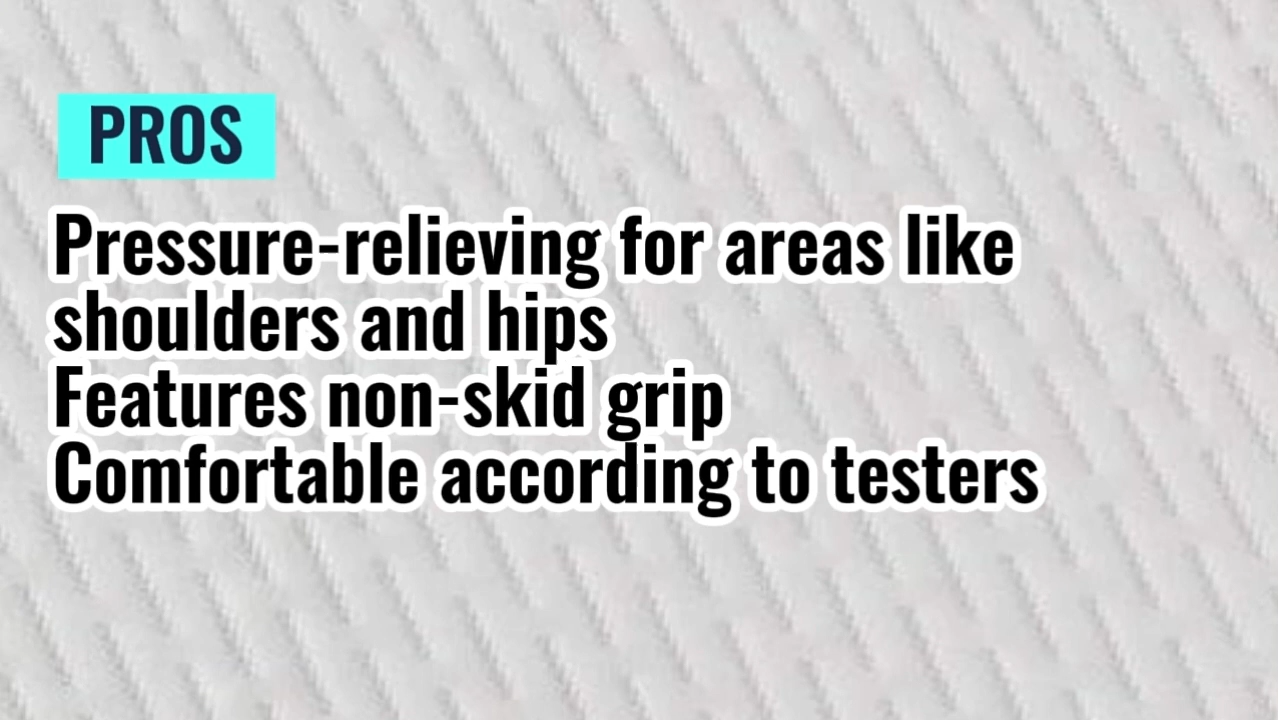 PROS
Pressure-relieving for areas like
shoulders and hips
Features non-skid grip
Comfortable according to testers